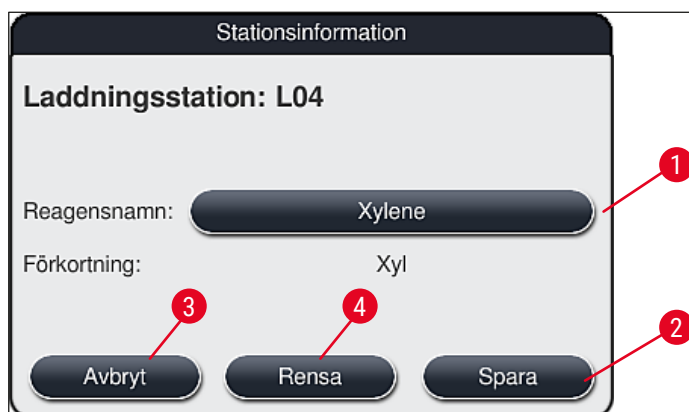 Stationsinformation
Laddningsstation: L04
Reagensnamn: Xylene
1
Förkortning: Xyl
3
4
2
Avbryt Rensa Spara